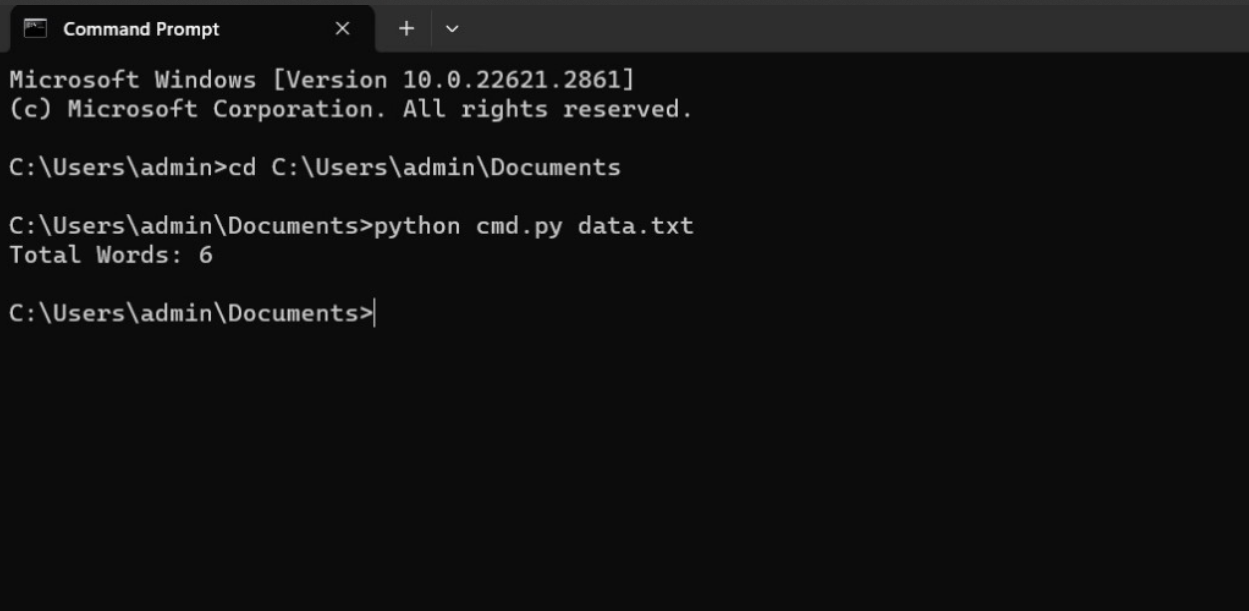 Command Prompt
Microsoft Windows [Version 10.0.22621.2861]
(c) Microsoft Corporation. All rights reserved.
C:\Users\admin>cd C:\Users\admin\Documents
C:\Users\admin\Documents>python cmd.py data.txt
Total Words: 6
C:\Users\admin\Documents>